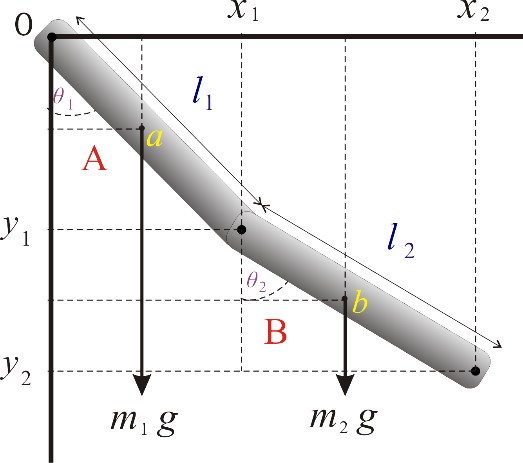 0 x₁ x₂
θ₁ l₁
a
A
y₁
l₂
θ₂ b
B
y₂
m₁ g m₂ g